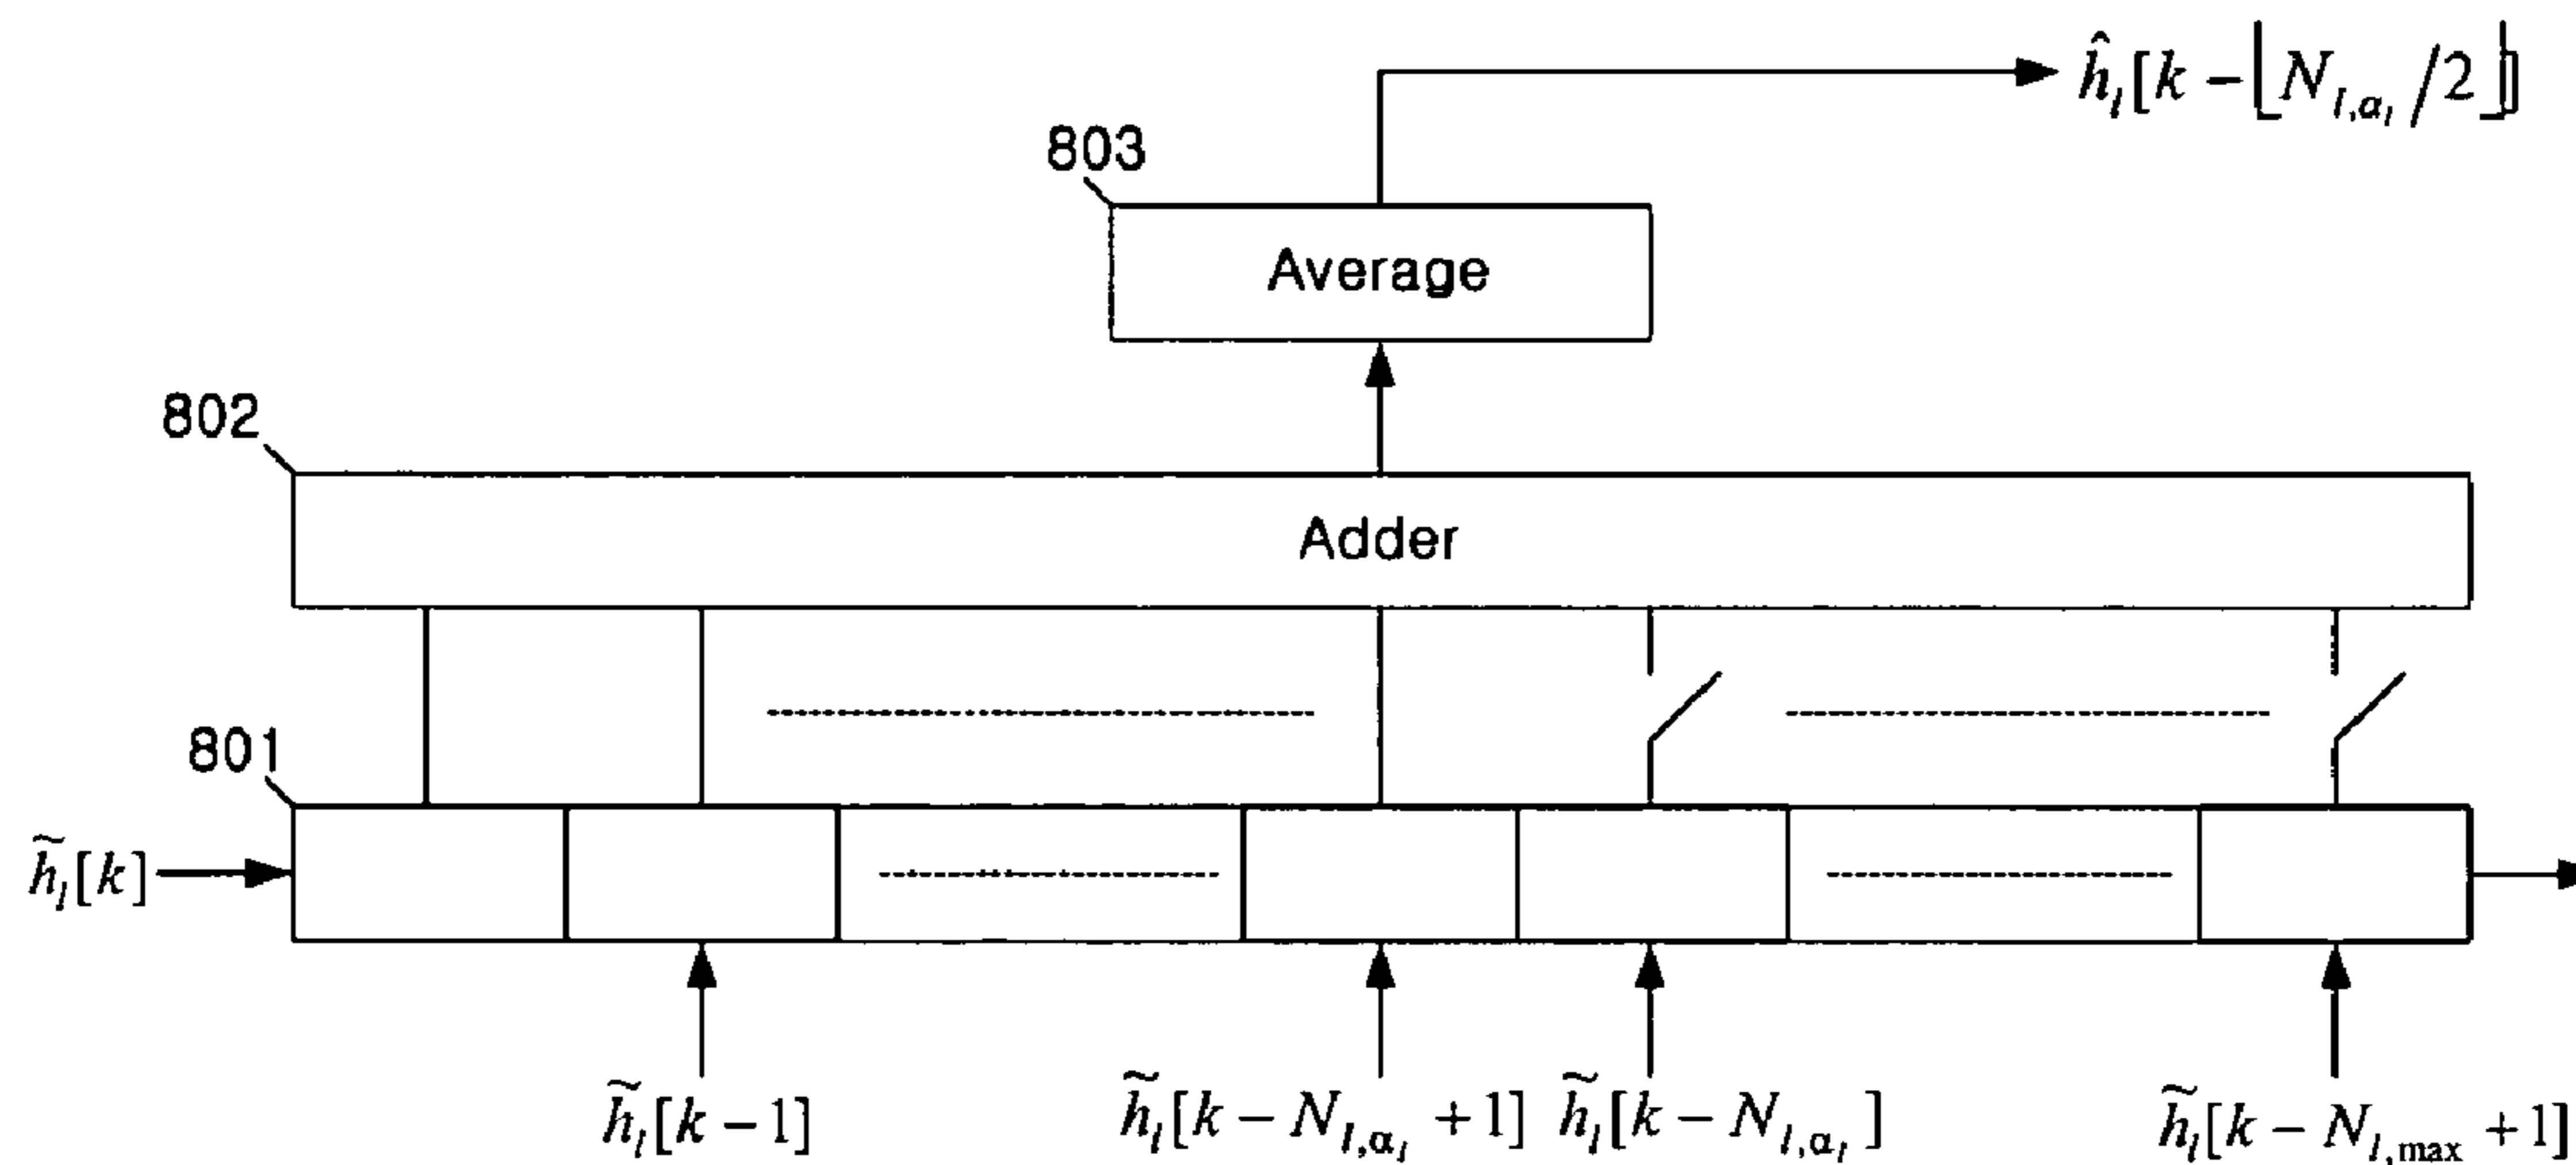 ĥ_l[k − ⌊N_{l,α_l}/2⌋]
803
Average
802
Adder
801
h̃_l[k]
h̃_l[k − 1]
h̃_l[k − N_{l,α_l} + 1]
h̃_l[k − N_{l,α_l}]
h̃_l[k − N_{l,max} + 1]